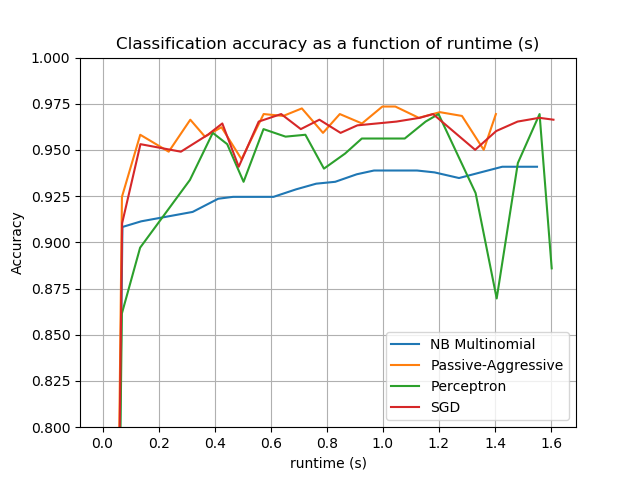 Classification accuracy as a function of runtime (s)
1.000
0.975
0.950
0.925
0.900
0.875
0.850
0.825
0.800
Accuracy
NB Multinomial
Passive-Aggressive
Perceptron
SGD
0.0 0.2 0.4 0.6 0.8 1.0 1.2 1.4 1.6
runtime (s)